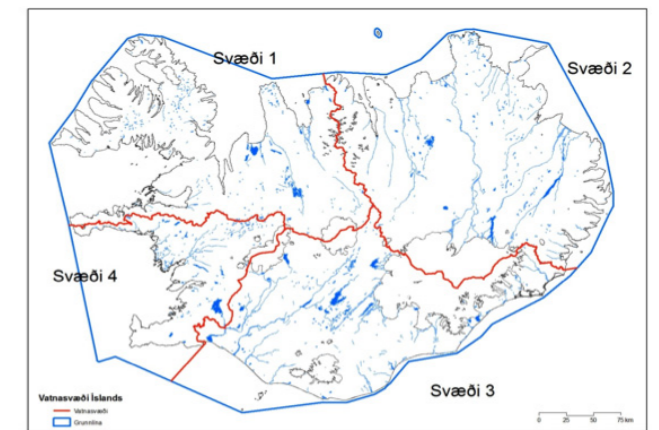 Svæði 1
Svæði 2
Svæði 4
Svæði 3
Vatnasvæði Íslands
Vatnasvæði
Grunnlína
0 25 50 75 km